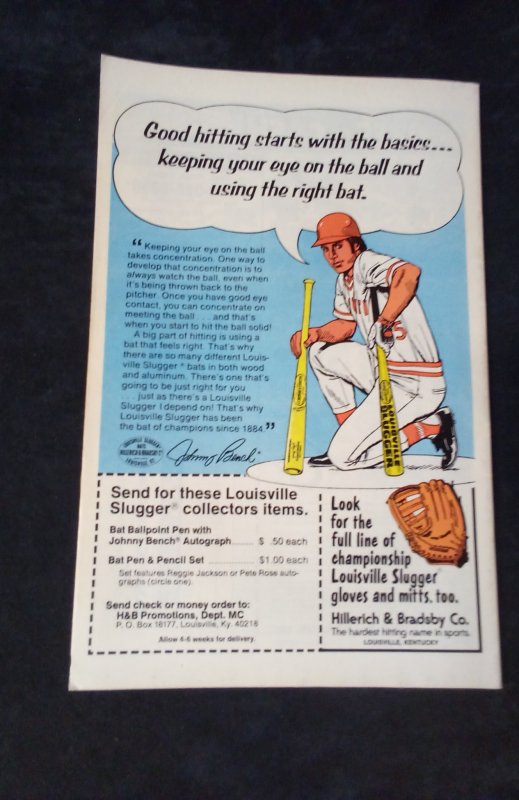 Good hitting starts with the basics...
keeping your eye on the ball and
using the right bat.
“Keeping your eye on the ball
takes concentration. One way to
develop that concentration is to
always watch the ball, even when
it's being thrown back to the
pitcher. Once you have good eye
contact, you can concentrate on
meeting the ball . . . and that's
when you start to hit the ball solid!
A big part of hitting is using a
bat that feels right. That's why
there are so many different Louis-
ville Slugger® bats in both wood
and aluminum. There's one that's
going to be just right for you
. . . just as there's a Louisville
Slugger I depend on! That's why
Louisville Slugger has been
the bat of champions since 1884.”
LOUISVILLE SLUGGER
BATS
HILLERICH & BRADSBY Co
LOUISVILLE, KY.
Johnny Bench
LOUISVILLE
SLUGGER
Send for these Louisville
Slugger® collectors items.
Bat Ballpoint Pen with
Johnny Bench® Autograph....... $ .50 each
Bat Pen & Pencil Set ............ $1.00 each
Set features Reggie Jackson or Pete Rose auto-
graphs (circle one).
Send check or money order to:
H&B Promotions, Dept. MC
P. O. Box 18177, Louisville, Ky. 40218
Allow 4-6 weeks for delivery.
Look
for the
full line of
championship
Louisville Slugger
gloves and mitts, too.
Hillerich & Bradsby Co.
The hardest hitting name in sports.
LOUISVILLE, KENTUCKY